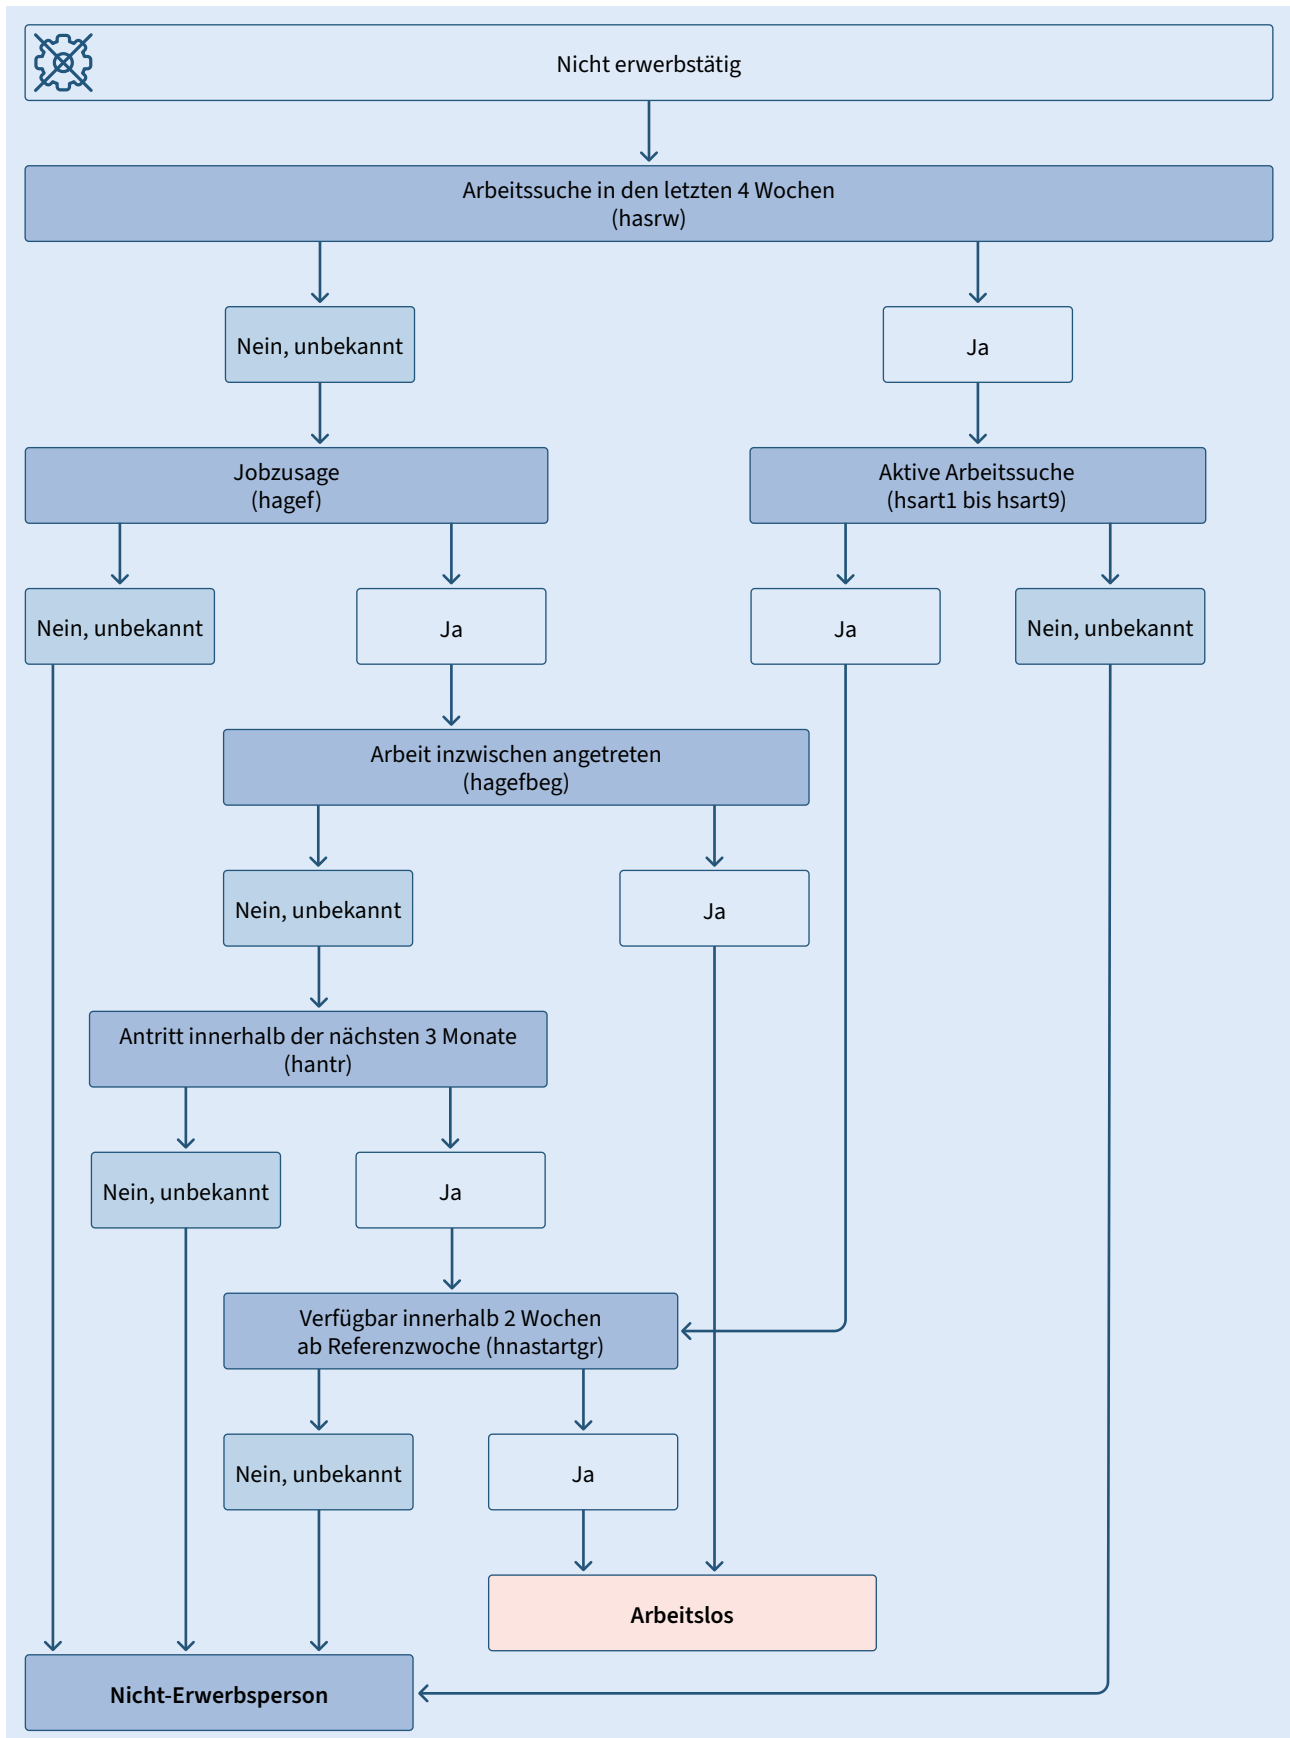 Nicht erwerbstätig
Arbeitssuche in den letzten 4 Wochen
(hasrw)
Nein, unbekannt
Ja
Jobzusage
(hagef)
Aktive Arbeitssuche
(hsart1 bis hsart9)
Nein, unbekannt
Ja
Ja
Nein, unbekannt
Arbeit inzwischen angetreten
(hagefbeg)
Nein, unbekannt
Ja
Antritt innerhalb der nächsten 3 Monate
(hantr)
Nein, unbekannt
Ja
Verfügbar innerhalb 2 Wochen
ab Referenzwoche (hnastartgr)
Nein, unbekannt
Ja
Arbeitslos
Nicht-Erwerbsperson